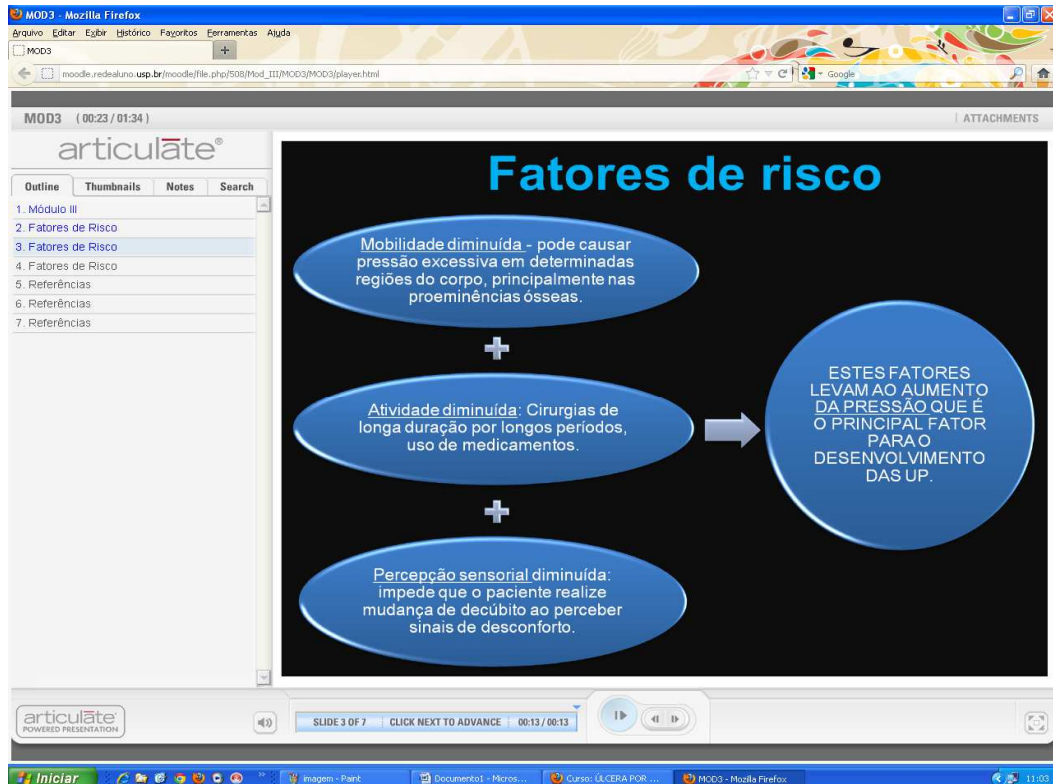 MOD3 - Mozilla Firefox
Arquivo Editar Exibir Histórico Favoritos Ferramentas Ajuda
MOD3
moodle.redealuno.usp.br/moodle/file.php/508/Mod_III/MOD3/MOD3/player.html
Google
MOD3 ( 00:23 / 01:34 )
ATTACHMENTS
articulate®
Outline Thumbnails Notes Search
1. Módulo III
2. Fatores de Risco
3. Fatores de Risco
4. Fatores de Risco
5. Referências
6. Referências
7. Referências
Fatores de risco
Mobilidade diminuída - pode causar
pressão excessiva em determinadas
regiões do corpo, principalmente nas
proeminências ósseas.
Atividade diminuída: Cirurgias de
longa duração por longos períodos,
uso de medicamentos.
Percepção sensorial diminuída:
impede que o paciente realize
mudança de decúbito ao perceber
sinais de desconforto.
ESTES FATORES
LEVAM AO AUMENTO
DA PRESSÃO QUE É
O PRINCIPAL FATOR
PARA O
DESENVOLVIMENTO
DAS UP.
articulate
POWERED PRESENTATION
SLIDE 3 OF 7 CLICK NEXT TO ADVANCE 00:13 / 00:13
Iniciar
imagem - Paint
Documento1 - Micros...
Curso: ÚLCERA POR ...
MOD3 - Mozilla Firefox
11:03